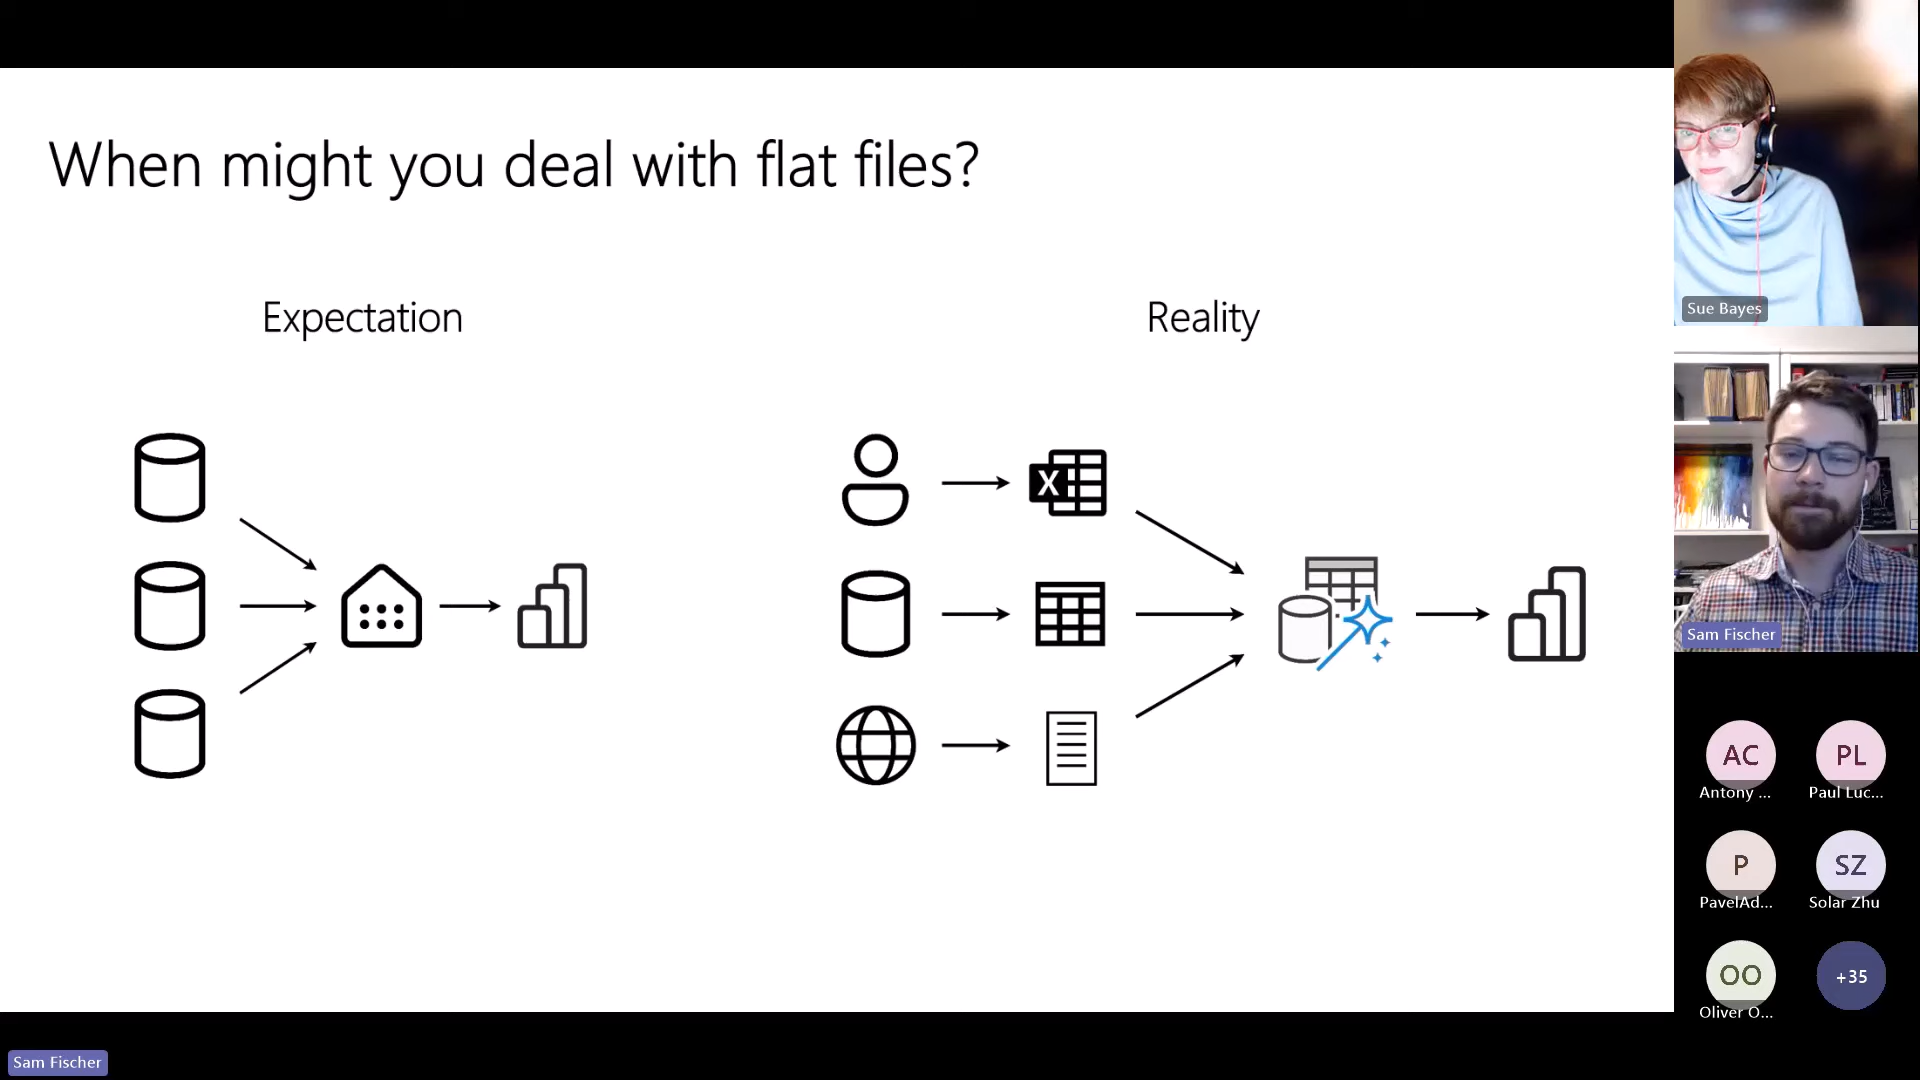 When might you deal with flat files?
Expectation
Reality
X
Sue Bayes
Sam Fischer
AC
PL
Antony ...
Paul Luc...
P
SZ
PavelAd...
Solar Zhu
OO
+35
Oliver O...
Sam Fischer